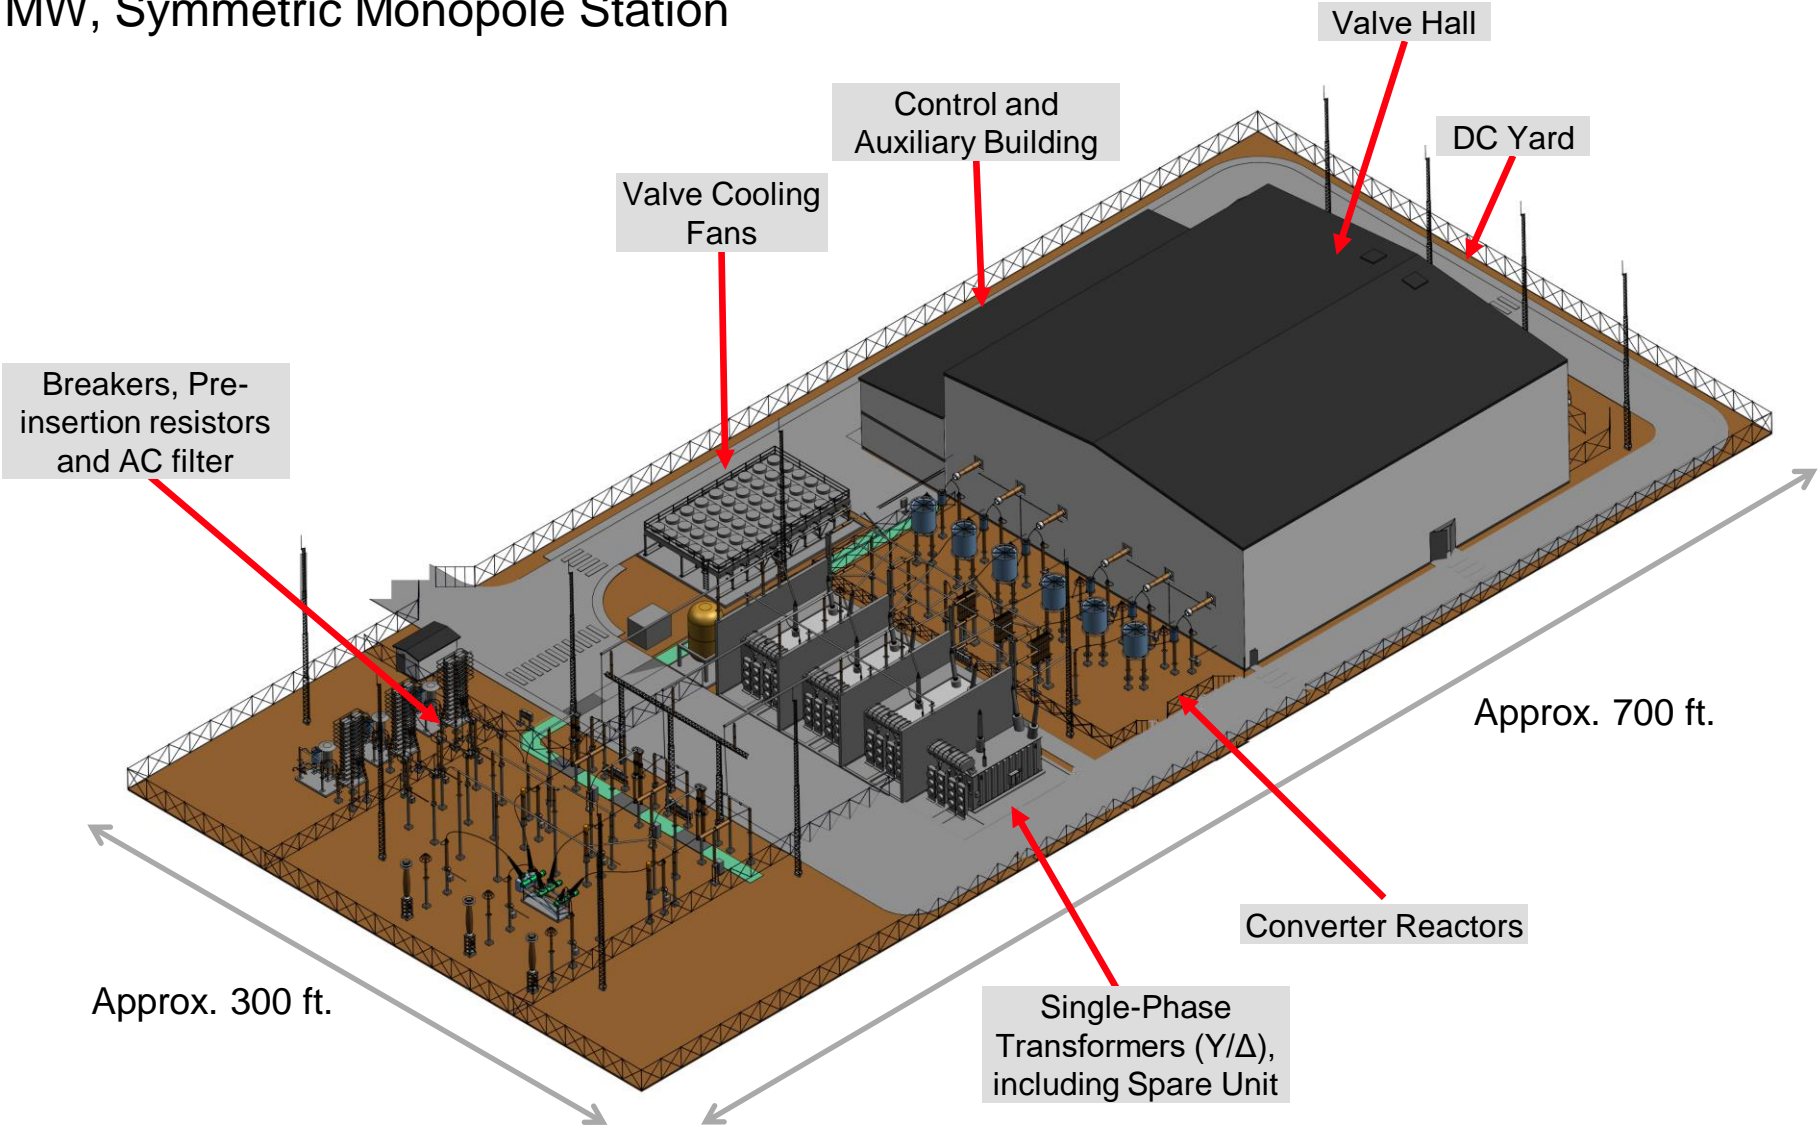 MW, Symmetric Monopole Station
Valve Hall
Control and
Auxiliary Building
DC Yard
Valve Cooling
Fans
Breakers, Pre-
insertion resistors
and AC filter
Approx. 700 ft.
Converter Reactors
Approx. 300 ft.
Single-Phase
Transformers (Y/Δ),
including Spare Unit